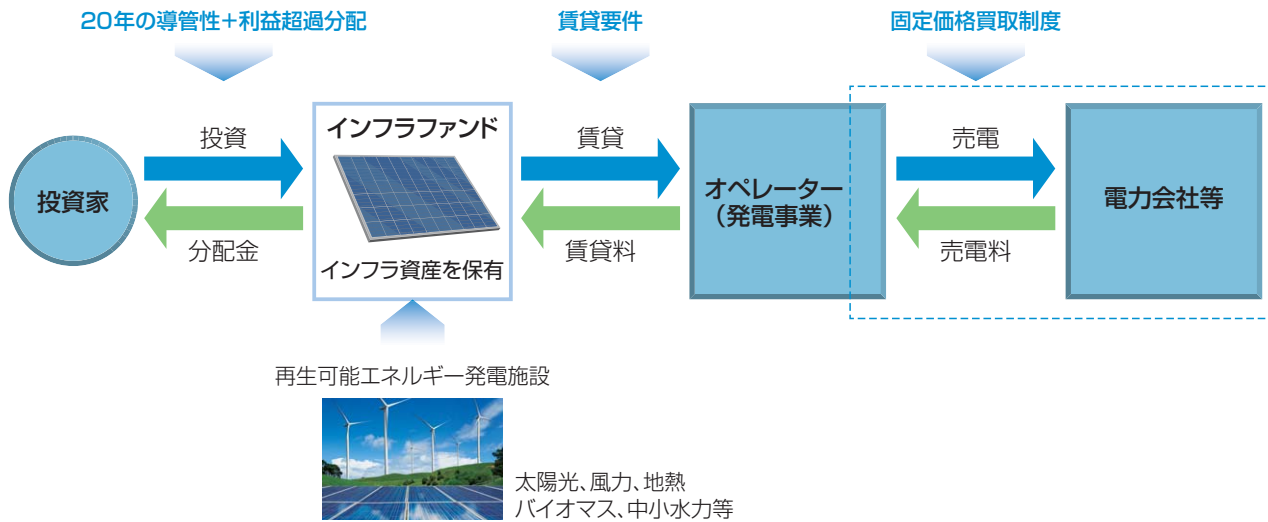 20年の導管性+利益超過分配
賃貸要件
固定価格買取制度
投資家
投資
分配金
インフラファンド
インフラ資産を保有
賃貸
賃貸料
オペレーター
（発電事業）
売電
売電料
電力会社等
再生可能エネルギー発電施設
太陽光、風力、地熱
バイオマス、中小水力等